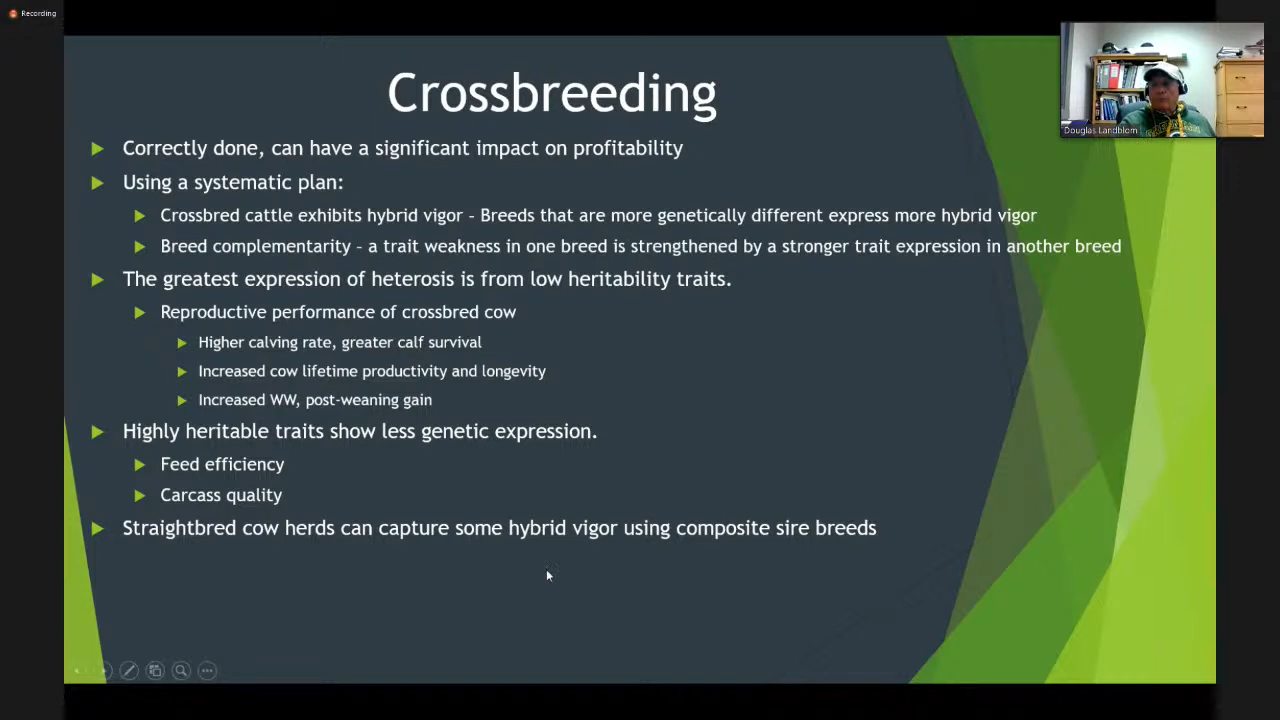 Recording
Crossbreeding
Correctly done, can have a significant impact on profitability
Using a systematic plan:
Crossbred cattle exhibits hybrid vigor – Breeds that are more genetically different express more hybrid vigor
Breed complementarity – a trait weakness in one breed is strengthened by a stronger trait expression in another breed
The greatest expression of heterosis is from low heritability traits.
Reproductive performance of crossbred cow
Higher calving rate, greater calf survival
Increased cow lifetime productivity and longevity
Increased WW, post-weaning gain
Highly heritable traits show less genetic expression.
Feed efficiency
Carcass quality
Straightbred cow herds can capture some hybrid vigor using composite sire breeds
Douglas Landblom